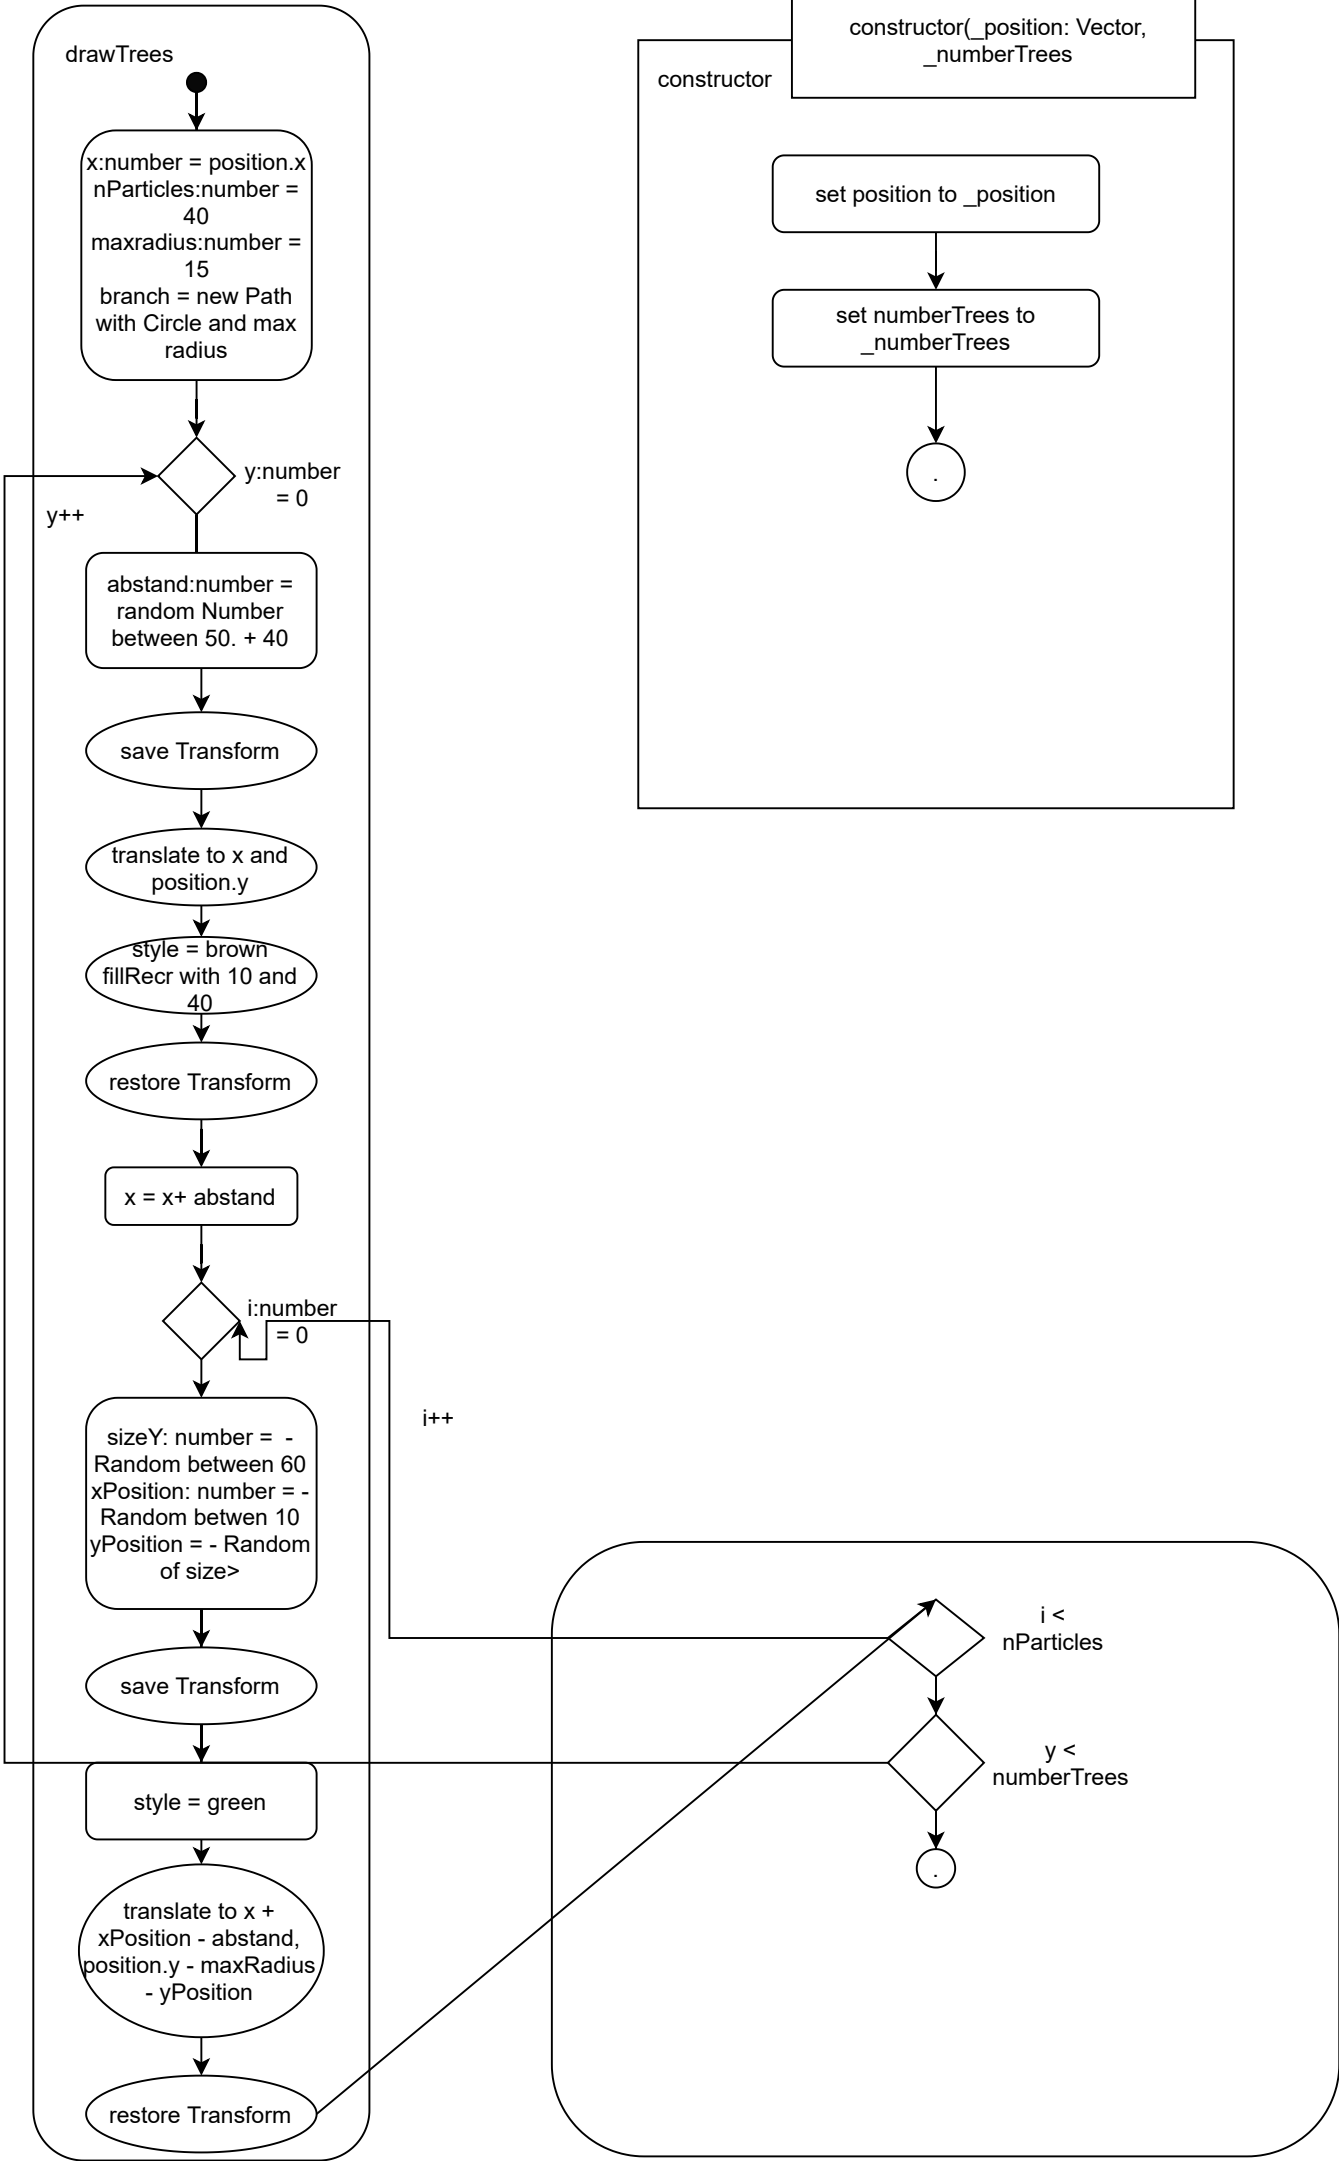 drawTrees
x:number = position.x
nParticles:number =
40
maxradius:number =
15
branch = new Path
with Circle and max
radius
y:number
= 0
y++
abstand:number =
random Number
between 50. + 40
save Transform
translate to x and
position.y
style = brown
fillRecr with 10 and
40
restore Transform
x = x+ abstand
i:number
= 0
i++
sizeY: number =  -
Random between 60
xPosition: number = -
Random betwen 10
yPosition = - Random
of size>
save Transform
style = green
translate to x +
xPosition - abstand,
position.y - maxRadius
- yPosition
restore Transform
constructor(_position: Vector,
_numberTrees
constructor
set position to _position
set numberTrees to
_numberTrees
.
i <
nParticles
y <
numberTrees
.